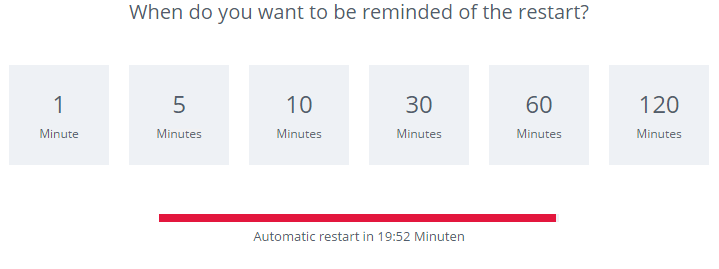 When do you want to be reminded of the restart?
1 5 10 30 60 120
Minute Minutes Minutes Minutes Minutes Minutes
Automatic restart in 19:52 Minuten